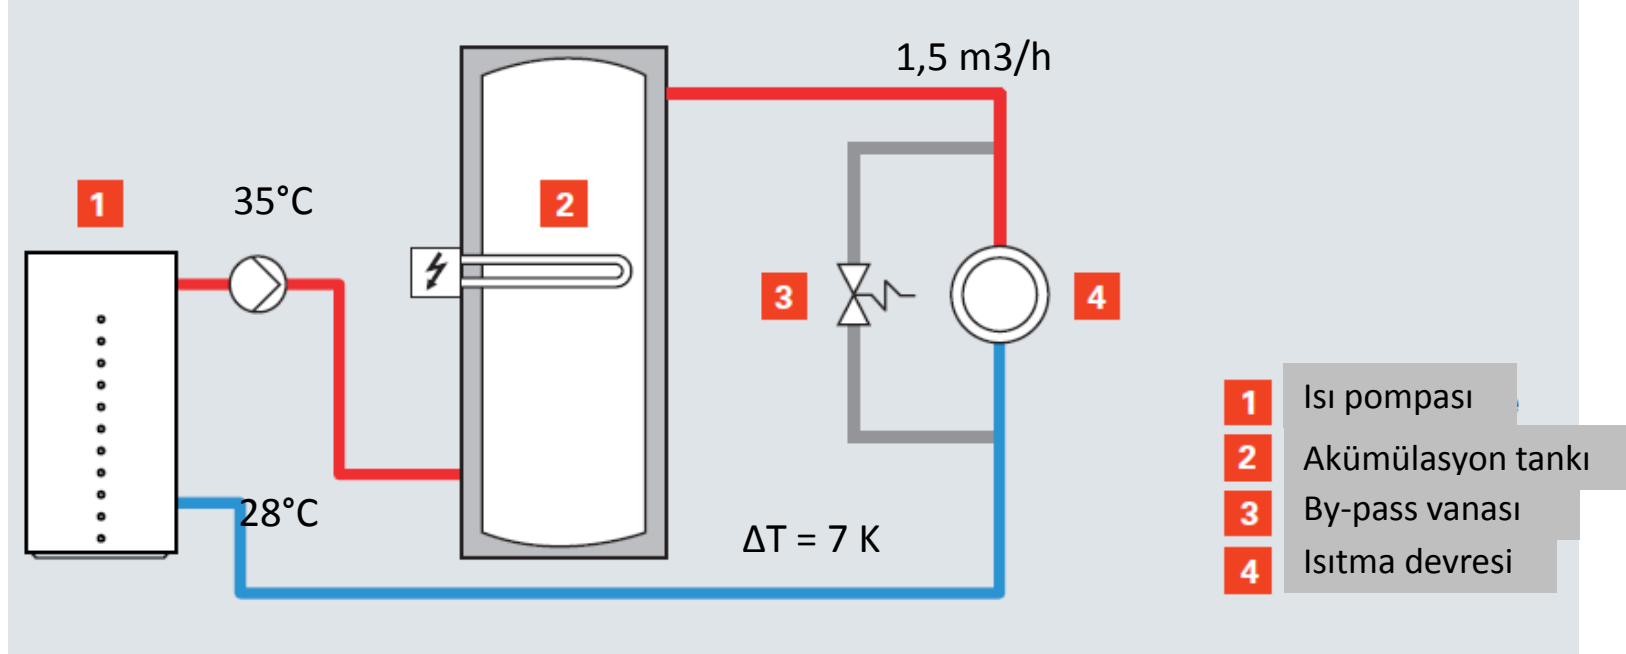 1,5 m3/h
1
35°C
2
3
4
28°C
ΔT = 7 K
1 Isı pompası
2 Akümülasyon tankı
3 By-pass vanası
4 Isıtma devresi